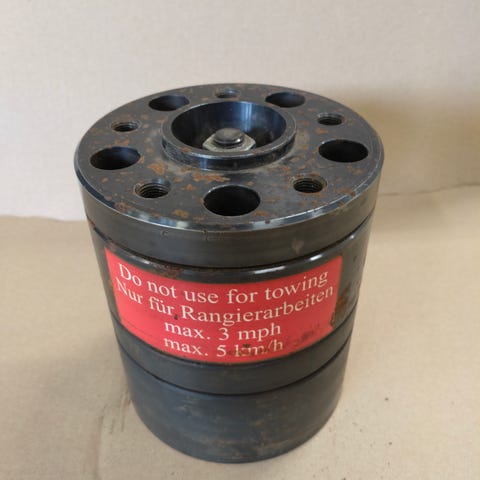 Do not use for towing
Nur für Rangierarbeiten
max. 3 mph
max. 5 km/h